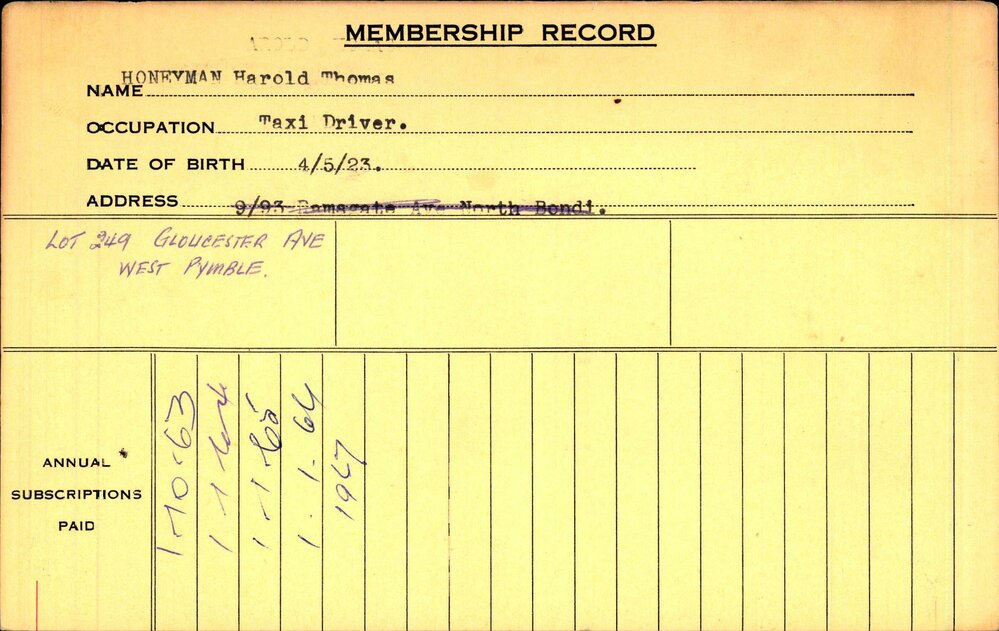 MEMBERSHIP RECORD
NAME HONEYMAN Harold Thomas
OCCUPATION Taxi Driver.
DATE OF BIRTH 4/5/23.
ADDRESS 9/93 Ramsgate Ave North Bondi.
LOT 249 GLOUCESTER AVE
WEST PYMBLE.
ANNUAL
SUBSCRIPTIONS
PAID
1-10-63
1-1-64
1-1-65
1.1.66
1967